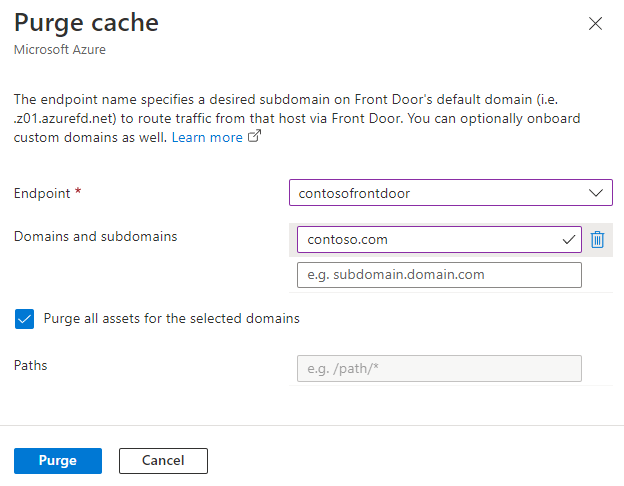 Purge cache
Microsoft Azure
The endpoint name specifies a desired subdomain on Front Door's default domain (i.e.
.z01.azurefd.net) to route traffic from that host via Front Door. You can optionally onboard
custom domains as well. Learn more
Endpoint *
contosofrontdoor
Domains and subdomains
contoso.com
e.g. subdomain.domain.com
Purge all assets for the selected domains
Paths
e.g. /path/*
Purge
Cancel